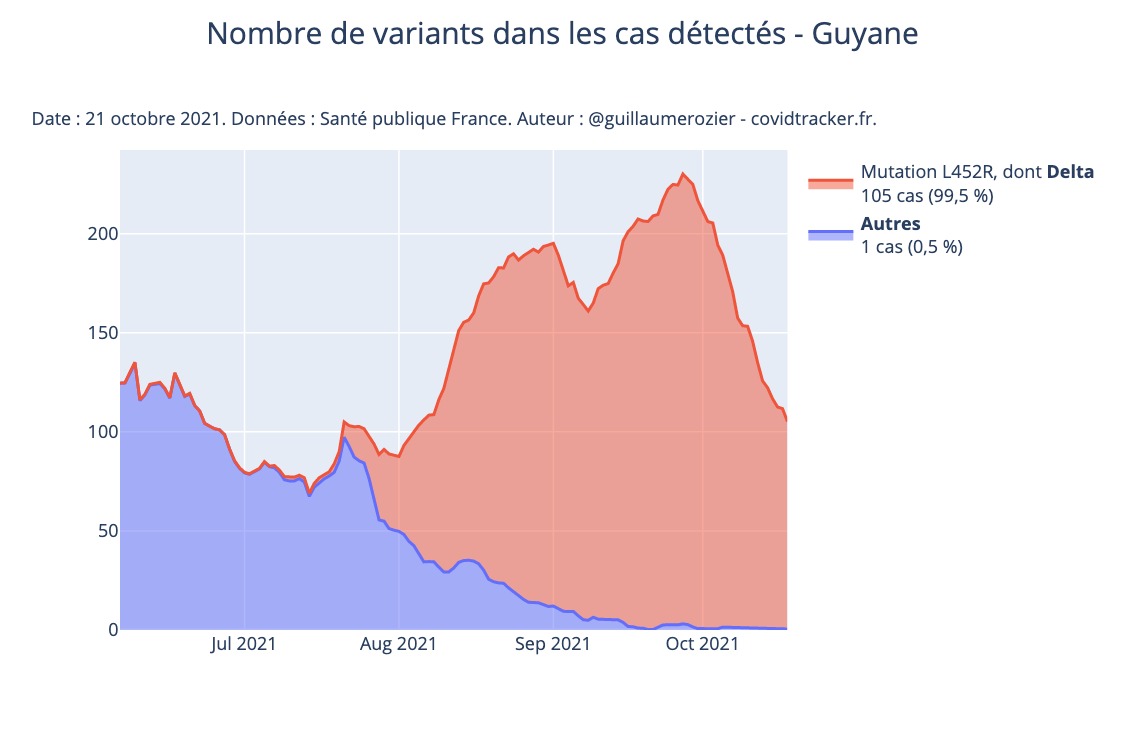 Nombre de variants dans les cas détectés - Guyane
Date : 21 octobre 2021. Données : Santé publique France. Auteur : @guillaumerozier - covidtracker.fr.
Mutation L452R, dont Delta
105 cas (99,5 %)
Autres
1 cas (0,5 %)
200
150
100
50
0
Jul 2021
Aug 2021
Sep 2021
Oct 2021